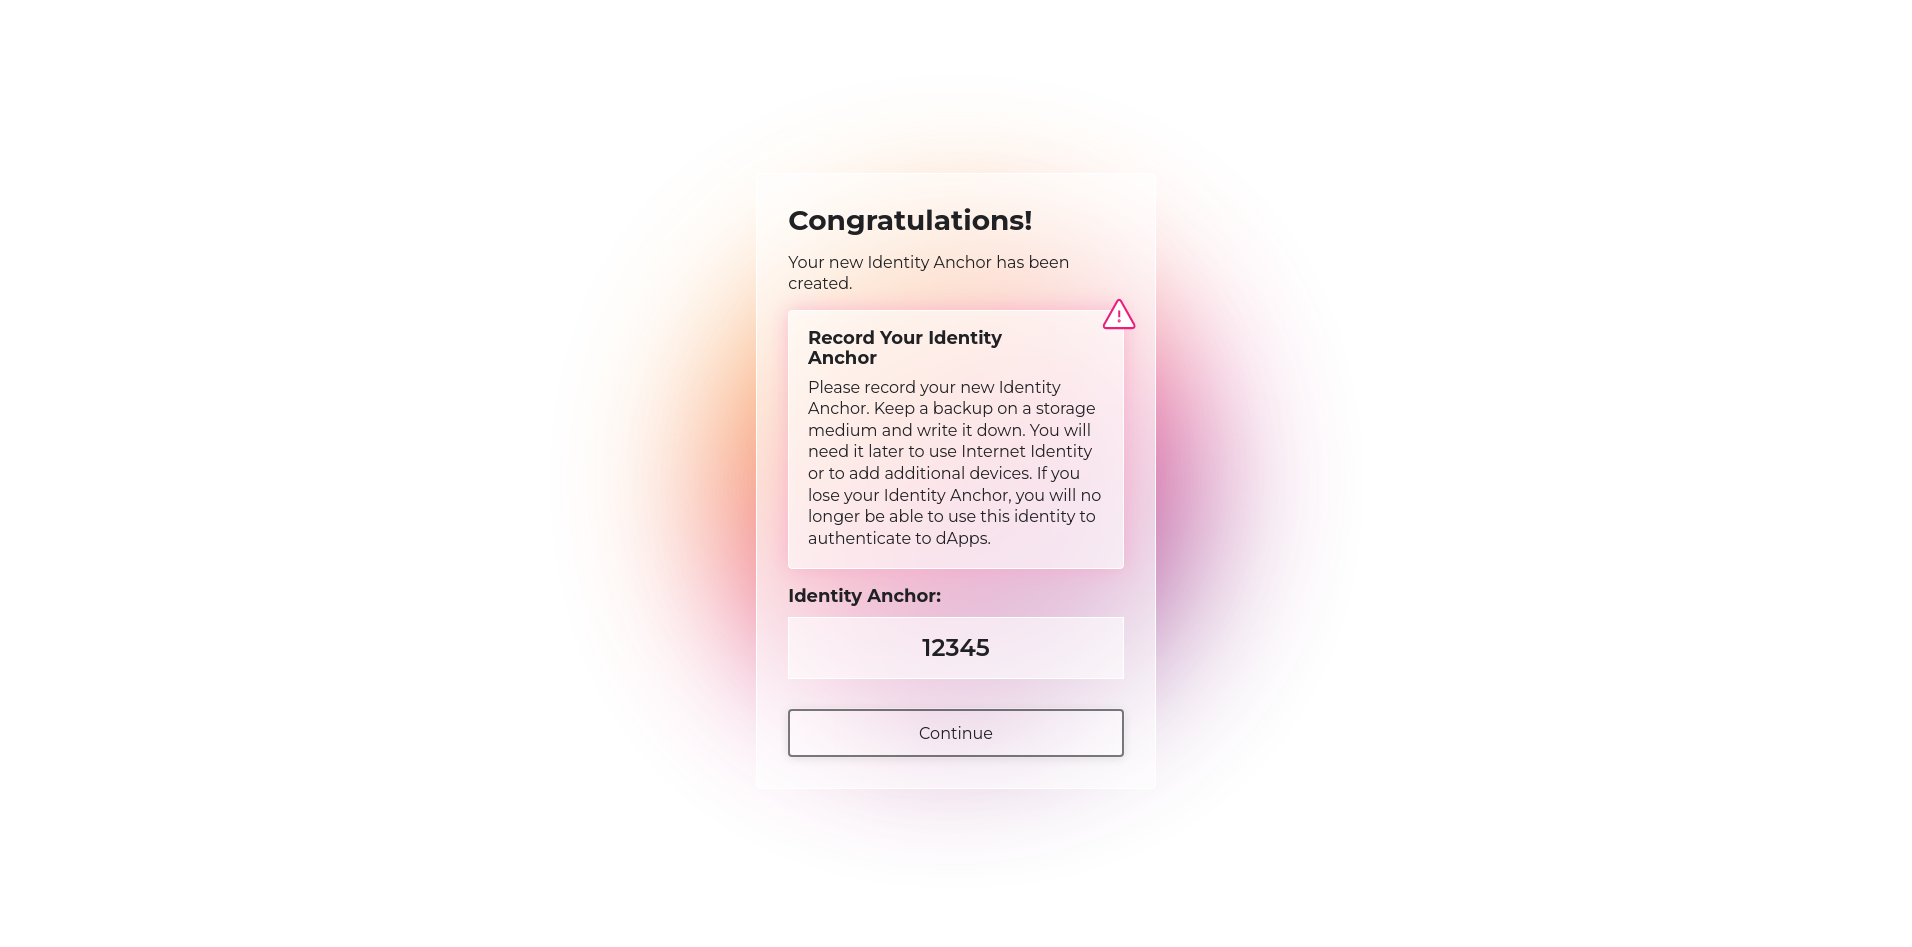 Congratulations!
Your new Identity Anchor has been
created.
Record Your Identity
Anchor
Please record your new Identity
Anchor. Keep a backup on a storage
medium and write it down. You will
need it later to use Internet Identity
or to add additional devices. If you
lose your Identity Anchor, you will no
longer be able to use this identity to
authenticate to dApps.
Identity Anchor:
12345
Continue